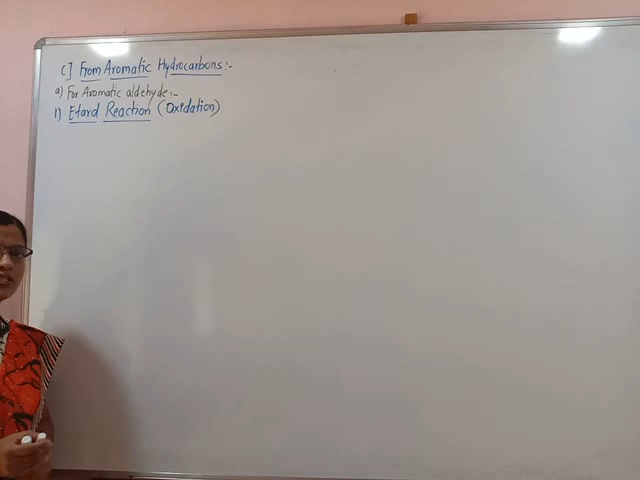 C] From Aromatic Hydrocarbons:-
a) For Aromatic aldehyde:-
1) Etard Reaction (Oxidation)